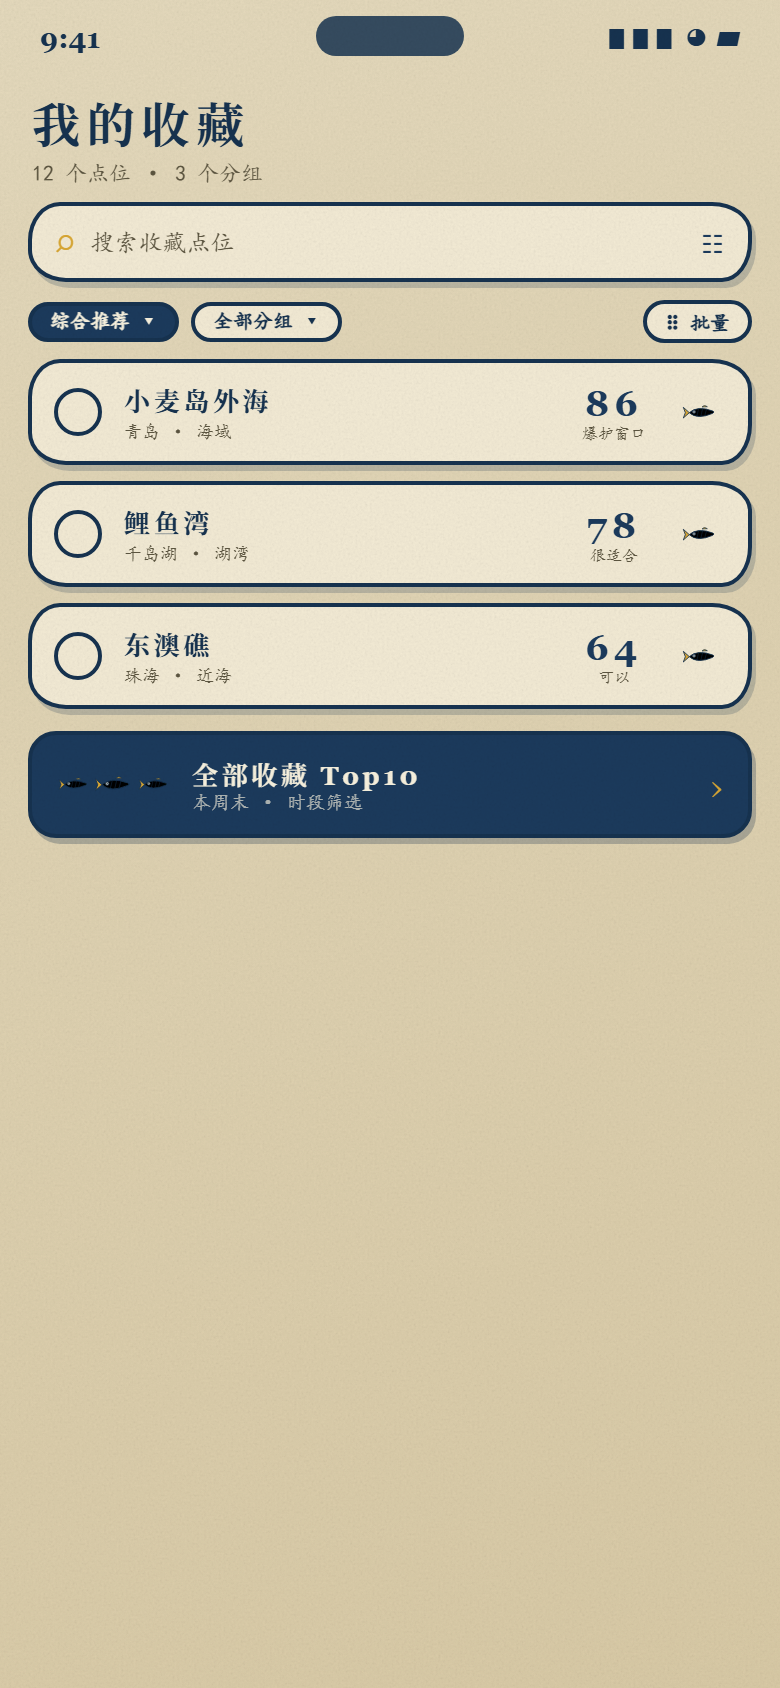 9:41
我的收藏
12 个点位 • 3 个分组
搜索收藏点位
综合推荐 ▼
全部分组 ▼
批量
小麦岛外海
青岛 • 海域
86
爆护窗口
鲤鱼湾
千岛湖 • 湖湾
78
很适合
东澳礁
珠海 • 近海
64
可以
全部收藏 Top10
本周末 • 时段筛选